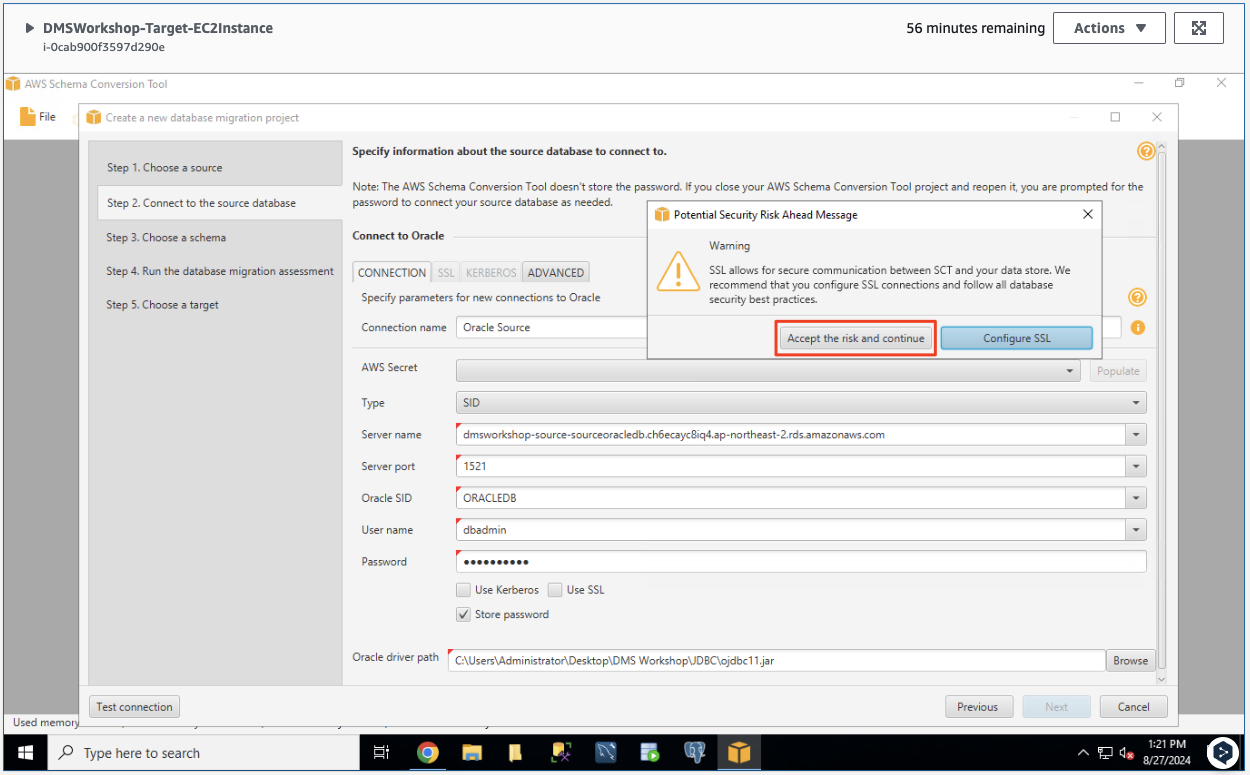 DMSWorkshop-Target-EC2Instance
i-0cab900f3597d290e
56 minutes remaining
Actions
AWS Schema Conversion Tool
File
Create a new database migration project
Step 1. Choose a source
Step 2. Connect to the source database
Step 3. Choose a schema
Step 4. Run the database migration assessment
Step 5. Choose a target
Specify information about the source database to connect to.
Note: The AWS Schema Conversion Tool doesn't store the password. If you close your AWS Schema Conversion Tool project and reopen it, you are prompted for the
password to connect your source database as needed.
Connect to Oracle
CONNECTION SSL KERBEROS ADVANCED
Specify parameters for new connections to Oracle
Connection name Oracle Source
Potential Security Risk Ahead Message
Warning
SSL allows for secure communication between SCT and your data store. We
recommend that you configure SSL connections and follow all database
security best practices.
Accept the risk and continue Configure SSL
AWS Secret Populate
Type SID
Server name dmsworkshop-source-sourceoracledb.ch6ecayc8iq4.ap-northeast-2.rds.amazonaws.com
Server port 1521
Oracle SID ORACLEDB
User name dbadmin
Password ••••••••••
Use Kerberos Use SSL
Store password
Oracle driver path C:\Users\Administrator\Desktop\DMS Workshop\JDBC\ojdbc11.jar Browse
Test connection Previous Next Cancel
Used memory
Type here to search
1:21 PM
8/27/2024